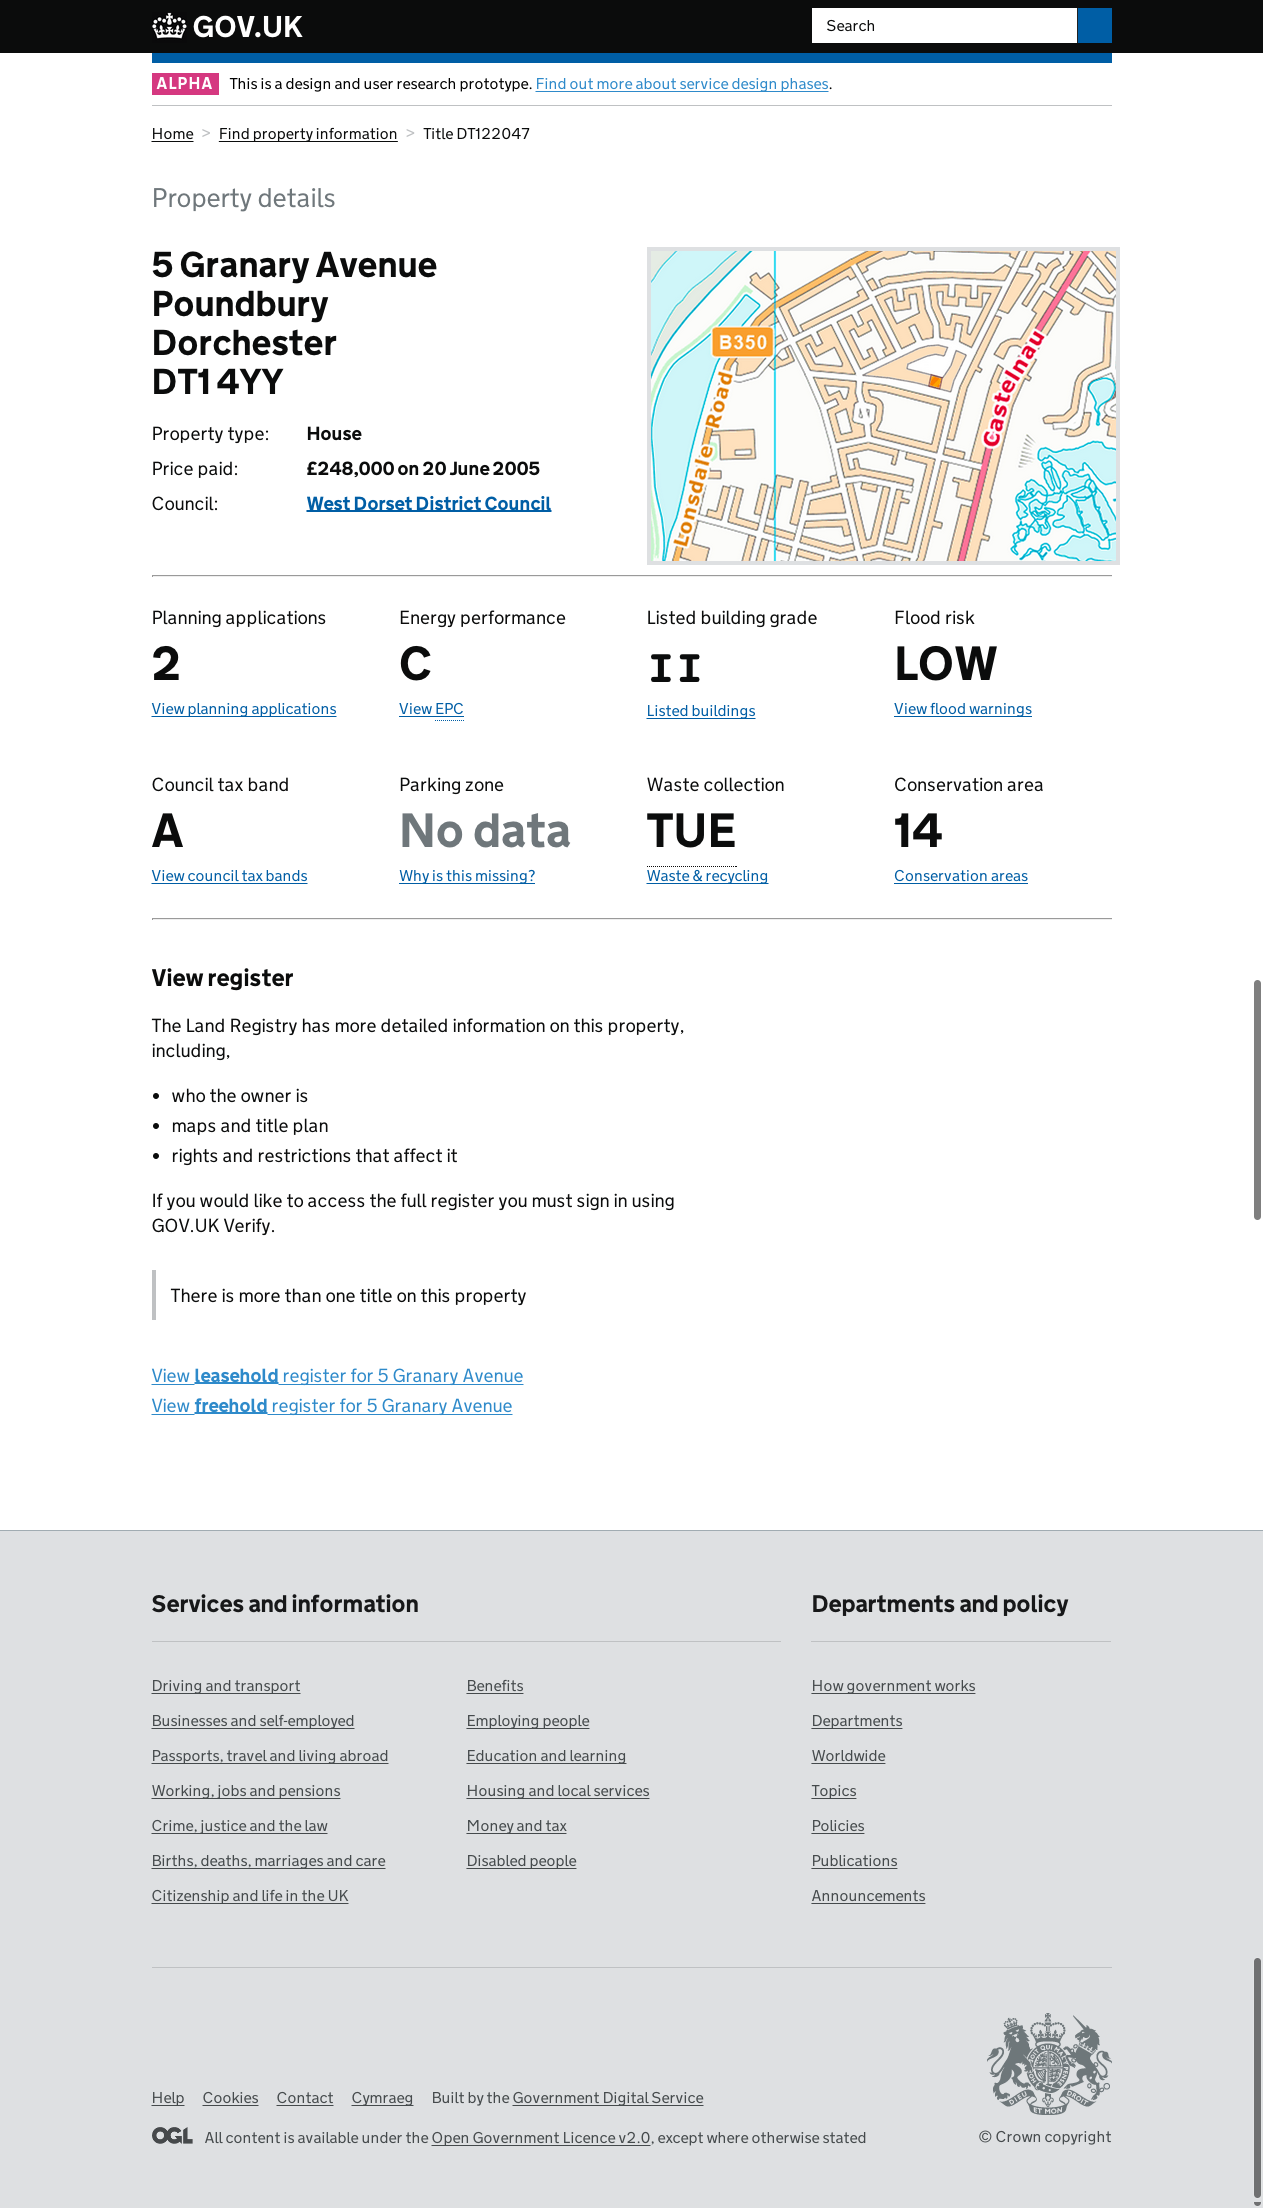 GOV.UK
Search
ALPHA This is a design and user research prototype. Find out more about service design phases.
Home > Find property information > Title DT122047
Property details
5 Granary Avenue
Poundbury
Dorchester
DT1 4YY
Property type: House
Price paid: £248,000 on 20 June 2005
Council: West Dorset District Council
B350
Lonsdale Road
Castelnau
Planning applications
2
View planning applications
Energy performance
C
View EPC
Listed building grade
II
Listed buildings
Flood risk
LOW
View flood warnings
Council tax band
A
View council tax bands
Parking zone
No data
Why is this missing?
Waste collection
TUE
Waste & recycling
Conservation area
14
Conservation areas
View register
The Land Registry has more detailed information on this property,
including,
• who the owner is
• maps and title plan
• rights and restrictions that affect it
If you would like to access the full register you must sign in using
GOV.UK Verify.
There is more than one title on this property
View leasehold register for 5 Granary Avenue
View freehold register for 5 Granary Avenue
Services and information
Driving and transport
Businesses and self-employed
Passports, travel and living abroad
Working, jobs and pensions
Crime, justice and the law
Births, deaths, marriages and care
Citizenship and life in the UK
Benefits
Employing people
Education and learning
Housing and local services
Money and tax
Disabled people
Departments and policy
How government works
Departments
Worldwide
Topics
Policies
Publications
Announcements
Help Cookies Contact Cymraeg Built by the Government Digital Service
OGL All content is available under the Open Government Licence v2.0, except where otherwise stated
DIEU ET MON DROIT
© Crown copyright